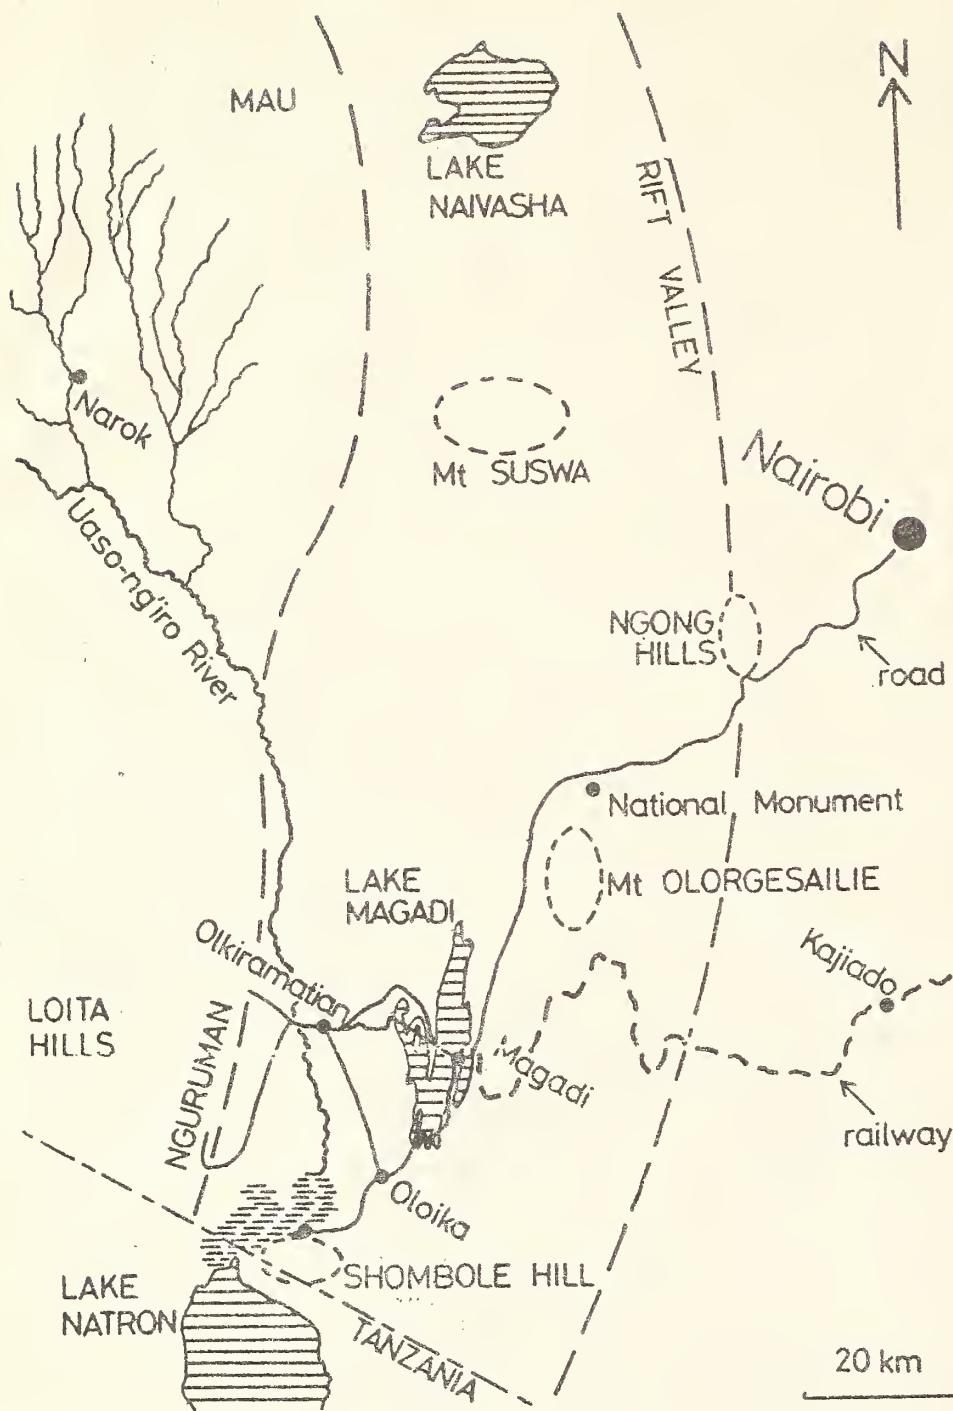 N
MAU
LAKE
NAIVASHA
RIFT VALLEY
Narok
Mt SUSWA
Nairobi
Uaso-ng'iro River
NGONG
HILLS
road
National Monument
LAKE
MAGADI
Mt OLORGESAILIE
Olkiramatian
Kajiado
LOITA
HILLS
NGURUMAN
Magadi
railway
Oloika
SHOMBOLE HILL
LAKE
NATRON
TANZANIA
20 km